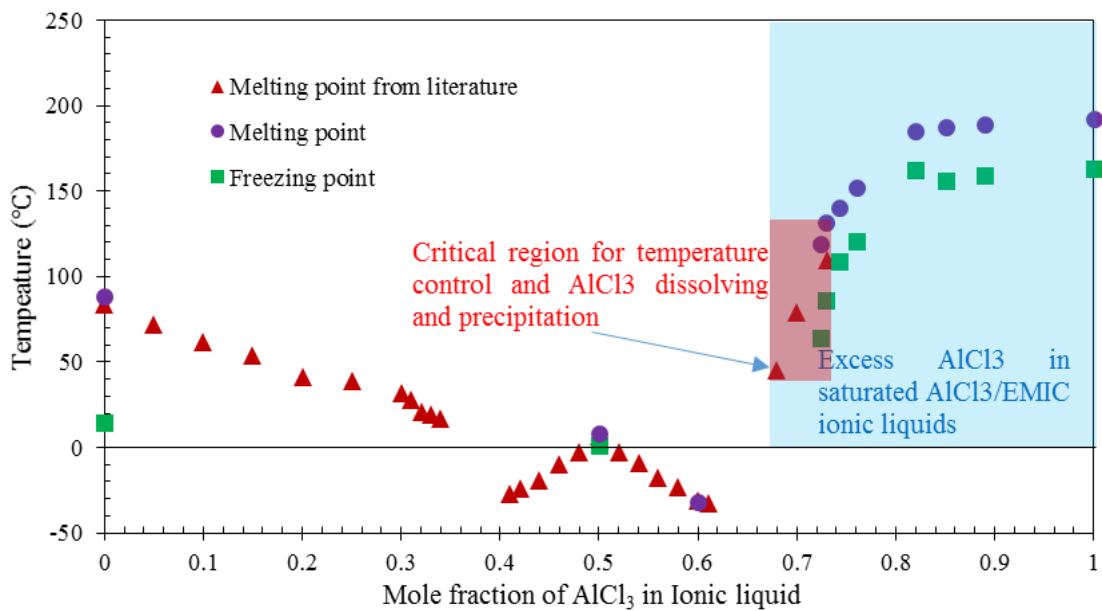 250
200
150
100
50
0
-50
Tempeature (°C)
Melting point from literature
Melting point
Freezing point
Critical region for temperature
control and AlCl3 dissolving
and precipitation
Excess AlCl3 in
saturated AlCl3/EMIC
ionic liquids
0 0.1 0.2 0.3 0.4 0.5 0.6 0.7 0.8 0.9 1
Mole fraction of AlCl₃ in Ionic liquid